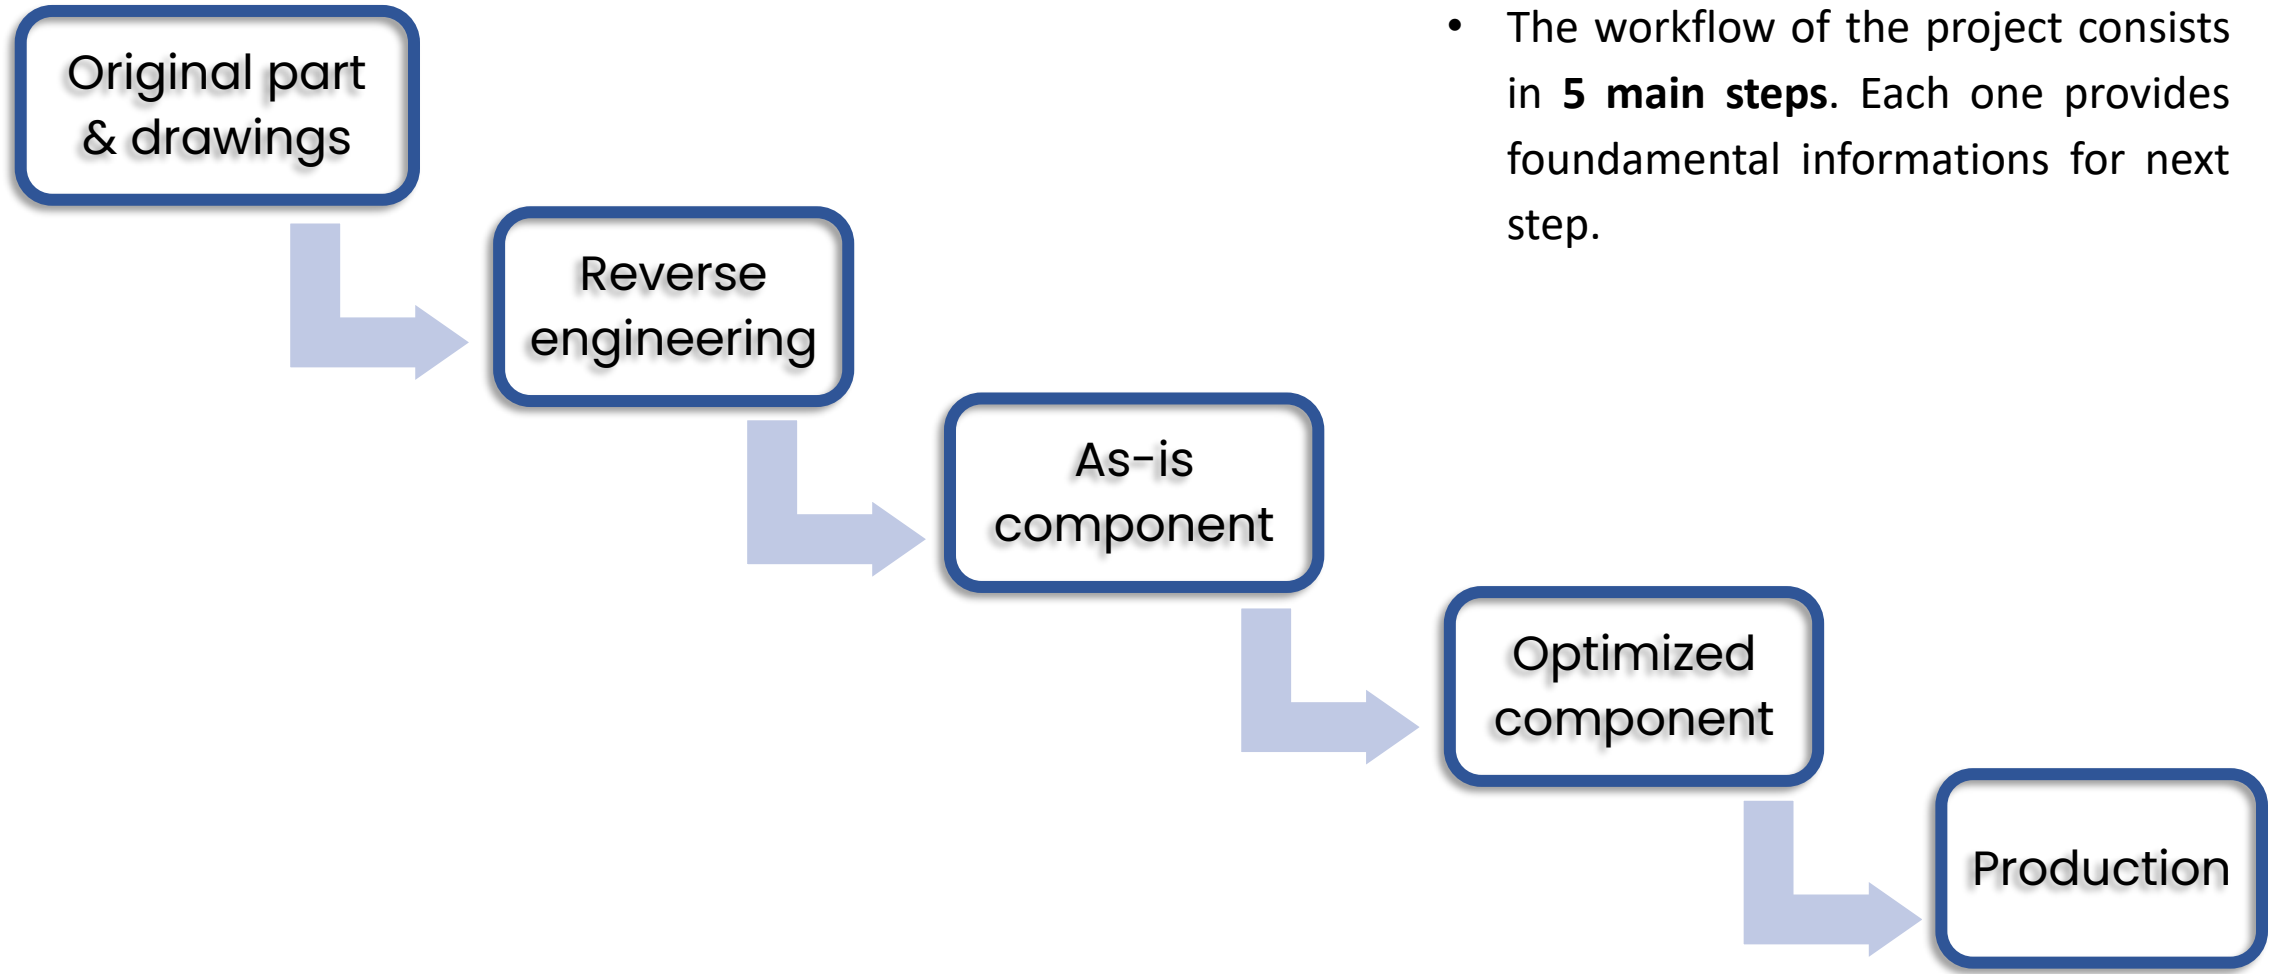 Original part
& drawings
Reverse
engineering
As-is
component
Optimized
component
Production
• The workflow of the project consists
in 5 main steps. Each one provides
foundamental informations for next
step.